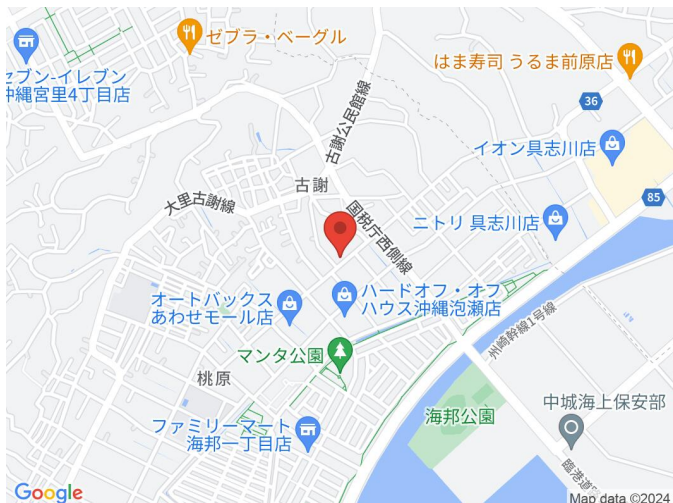 ゼブラ・ベーグル
セブン-イレブン
沖縄宮里4丁目店
はま寿司 うるま前原店
36
古謝公民館線
イオン具志川店
古謝
大里古謝線
85
国税庁西側線
ニトリ 具志川店
オートバックス
あわせモール店
ハードオフ・オフ
ハウス沖縄泡瀬店
州崎幹線1号線
マンタ公園
桃原
海邦公園
中城海上保安部
ファミリーマート
海邦一丁目店
臨港道
Google
Map data ©2024